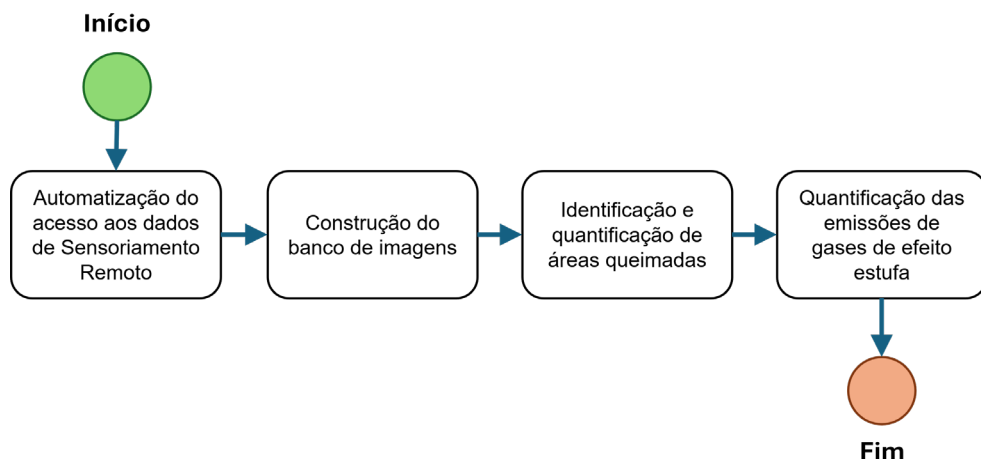 Início
Automatização do
acesso aos dados
de Sensoriamento
Remoto
Construção do
banco de imagens
Identificação e
quantificação de
áreas queimadas
Quantificação das
emissões de
gases de efeito
estufa
Fim